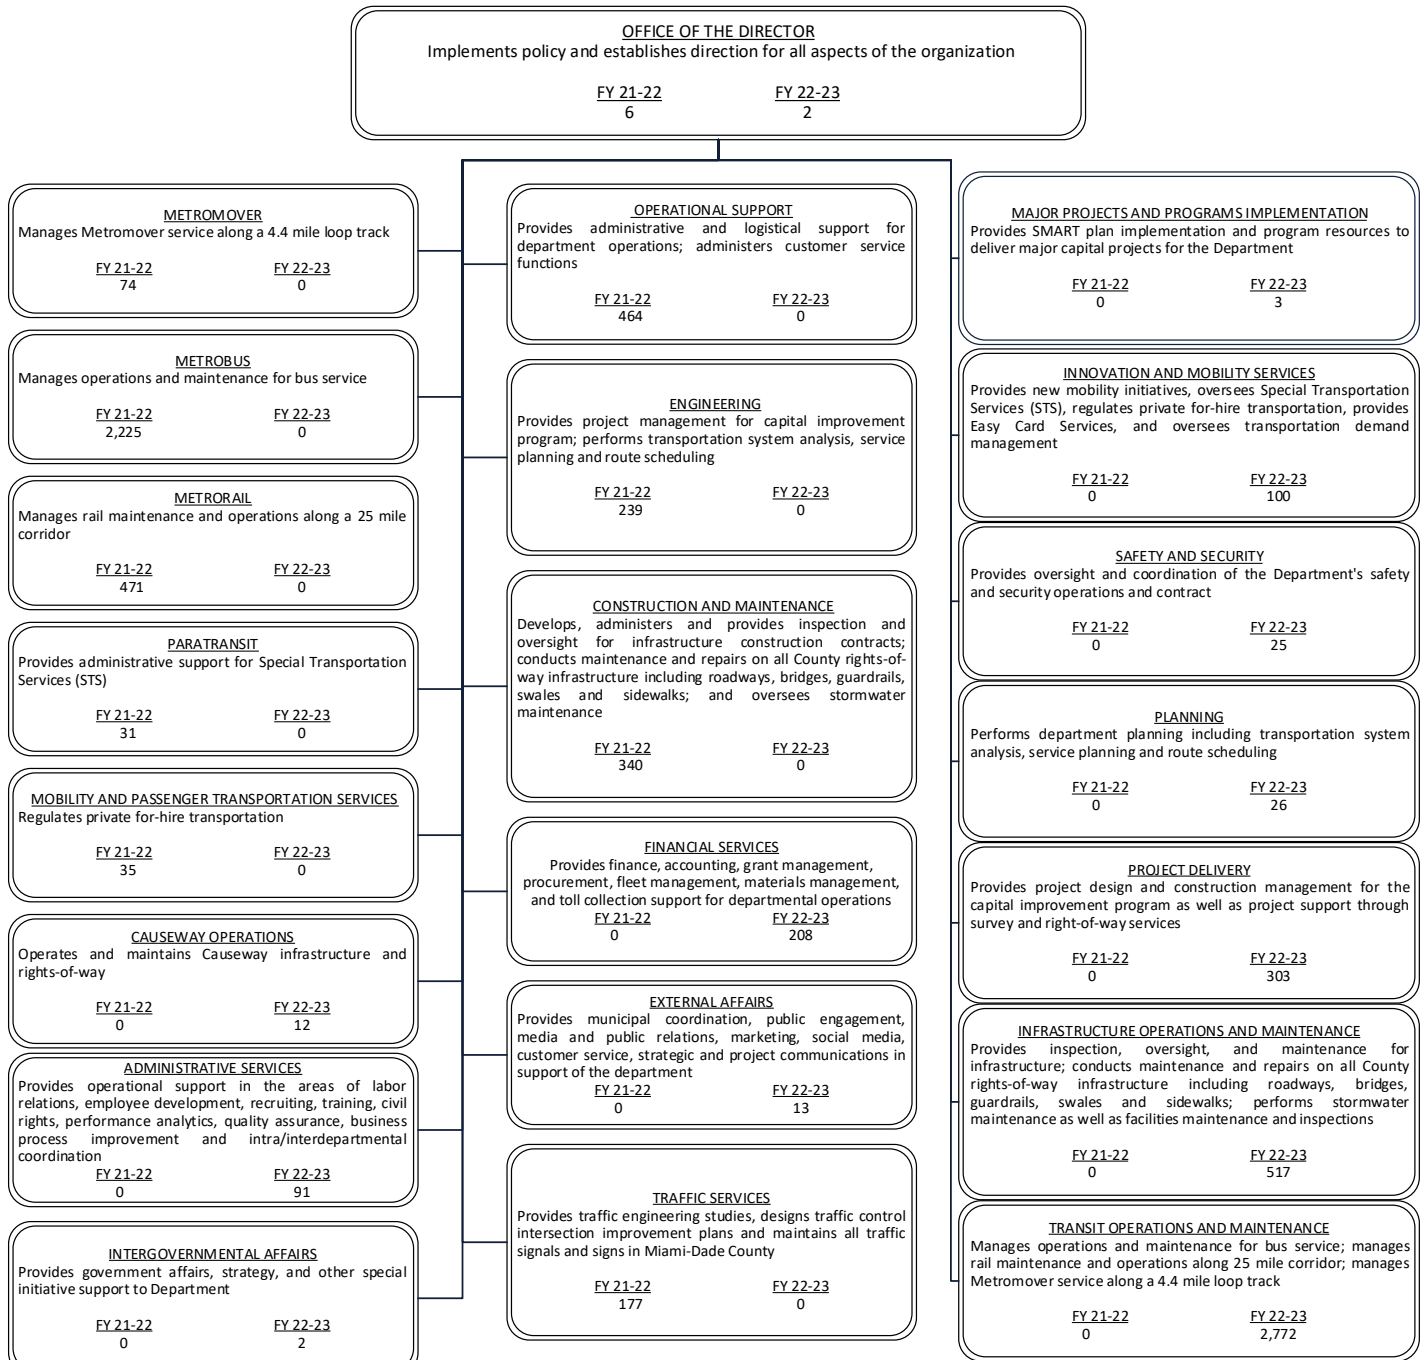 OFFICE OF THE DIRECTOR
Implements policy and establishes direction for all aspects of the organization
FY 21-22 FY 22-23
6 2
METROMOVER
Manages Metromover service along a 4.4 mile loop track
FY 21-22 FY 22-23
74 0
METROBUS
Manages operations and maintenance for bus service
FY 21-22 FY 22-23
2,225 0
METRORAIL
Manages rail maintenance and operations along a 25 mile
corridor
FY 21-22 FY 22-23
471 0
PARATRANSIT
Provides administrative support for Special Transportation
Services (STS)
FY 21-22 FY 22-23
31 0
MOBILITY AND PASSENGER TRANSPORTATION SERVICES
Regulates private for-hire transportation
FY 21-22 FY 22-23
35 0
CAUSEWAY OPERATIONS
Operates and maintains Causeway infrastructure and
rights-of-way
FY 21-22 FY 22-23
0 12
ADMINISTRATIVE SERVICES
Provides operational support in the areas of labor
relations, employee development, recruiting, training, civil
rights, performance analytics, quality assurance, business
process improvement and intra/interdepartmental
coordination
FY 21-22 FY 22-23
0 91
INTERGOVERNMENTAL AFFAIRS
Provides government affairs, strategy, and other special
initiative support to Department
FY 21-22 FY 22-23
0 2
OPERATIONAL SUPPORT
Provides administrative and logistical support for
department operations; administers customer service
functions
FY 21-22 FY 22-23
464 0
ENGINEERING
Provides project management for capital improvement
program; performs transportation system analysis, service
planning and route scheduling
FY 21-22 FY 22-23
239 0
CONSTRUCTION AND MAINTENANCE
Develops, administers and provides inspection and
oversight for infrastructure construction contracts;
conducts maintenance and repairs on all County rights-of-
way infrastructure including roadways, bridges, guardrails,
swales and sidewalks; and oversees stormwater
maintenance
FY 21-22 FY 22-23
340 0
FINANCIAL SERVICES
Provides finance, accounting, grant management,
procurement, fleet management, materials management,
and toll collection support for departmental operations
FY 21-22 FY 22-23
0 208
EXTERNAL AFFAIRS
Provides municipal coordination, public engagement,
media and public relations, marketing, social media,
customer service, strategic and project communications in
support of the department
FY 21-22 FY 22-23
0 13
TRAFFIC SERVICES
Provides traffic engineering studies, designs traffic control
intersection improvement plans and maintains all traffic
signals and signs in Miami-Dade County
FY 21-22 FY 22-23
177 0
MAJOR PROJECTS AND PROGRAMS IMPLEMENTATION
Provides SMART plan implementation and program resources to
deliver major capital projects for the Department
FY 21-22 FY 22-23
0 3
INNOVATION AND MOBILITY SERVICES
Provides new mobility initiatives, oversees Special Transportation
Services (STS), regulates private for-hire transportation, provides
Easy Card Services, and oversees transportation demand
management
FY 21-22 FY 22-23
0 100
SAFETY AND SECURITY
Provides oversight and coordination of the Department's safety
and security operations and contract
FY 21-22 FY 22-23
0 25
PLANNING
Performs department planning including transportation system
analysis, service planning and route scheduling
FY 21-22 FY 22-23
0 26
PROJECT DELIVERY
Provides project design and construction management for the
capital improvement program as well as project support through
survey and right-of-way services
FY 21-22 FY 22-23
0 303
INFRASTRUCTURE OPERATIONS AND MAINTENANCE
Provides inspection, oversight, and maintenance for
infrastructure; conducts maintenance and repairs on all County
rights-of-way infrastructure including roadways, bridges,
guardrails, swales and sidewalks; performs stormwater
maintenance as well as facilities maintenance and inspections
FY 21-22 FY 22-23
0 517
TRANSIT OPERATIONS AND MAINTENANCE
Manages operations and maintenance for bus service; manages
rail maintenance and operations along 25 mile corridor; manages
Metromover service along a 4.4 mile loop track
FY 21-22 FY 22-23
0 2,772